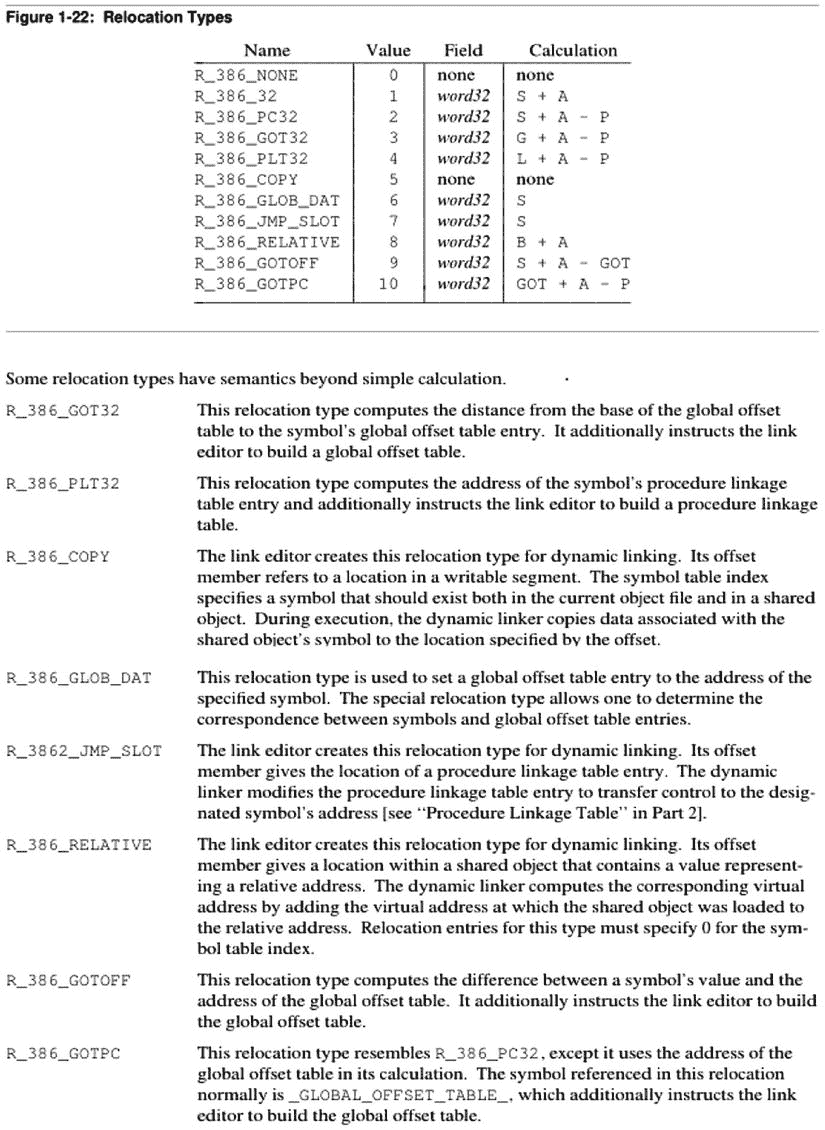 Figure 1-22: Relocation Types
Name Value Field Calculation
R_386_NONE 0 none none
R_386_32 1 word32 S + A
R_386_PC32 2 word32 S + A - P
R_386_GOT32 3 word32 G + A - P
R_386_PLT32 4 word32 L + A - P
R_386_COPY 5 none none
R_386_GLOB_DAT 6 word32 S
R_386_JMP_SLOT 7 word32 S
R_386_RELATIVE 8 word32 B + A
R_386_GOTOFF 9 word32 S + A - GOT
R_386_GOTPC 10 word32 GOT + A - P
Some relocation types have semantics beyond simple calculation.
R_386_GOT32 This relocation type computes the distance from the base of the global offset
table to the symbol's global offset table entry. It additionally instructs the link
editor to build a global offset table.
R_386_PLT32 This relocation type computes the address of the symbol's procedure linkage
table entry and additionally instructs the link editor to build a procedure linkage
table.
R_386_COPY The link editor creates this relocation type for dynamic linking. Its offset
member refers to a location in a writable segment. The symbol table index
specifies a symbol that should exist both in the current object file and in a shared
object. During execution, the dynamic linker copies data associated with the
shared object's symbol to the location specified by the offset.
R_386_GLOB_DAT This relocation type is used to set a global offset table entry to the address of the
specified symbol. The special relocation type allows one to determine the
correspondence between symbols and global offset table entries.
R_3862_JMP_SLOT The link editor creates this relocation type for dynamic linking. Its offset
member gives the location of a procedure linkage table entry. The dynamic
linker modifies the procedure linkage table entry to transfer control to the desig-
nated symbol's address [see "Procedure Linkage Table" in Part 2].
R_386_RELATIVE The link editor creates this relocation type for dynamic linking. Its offset
member gives a location within a shared object that contains a value represent-
ing a relative address. The dynamic linker computes the corresponding virtual
address by adding the virtual address at which the shared object was loaded to
the relative address. Relocation entries for this type must specify 0 for the sym-
bol table index.
R_386_GOTOFF This relocation type computes the difference between a symbol's value and the
address of the global offset table. It additionally instructs the link editor to build
the global offset table.
R_386_GOTPC This relocation type resembles R_386_PC32, except it uses the address of the
global offset table in its calculation. The symbol referenced in this relocation
normally is _GLOBAL_OFFSET_TABLE_, which additionally instructs the link
editor to build the global offset table.